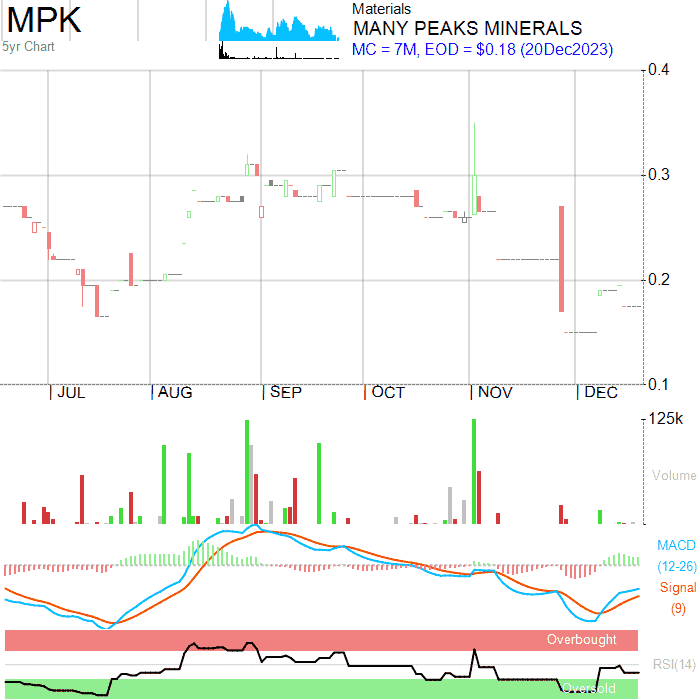 MPK
5yr Chart
Materials
MANY PEAKS MINERALS
MC = 7M, EOD = $0.18 (20Dec2023)
0.4
0.3
0.2
0.1
JUL AUG SEP OCT NOV DEC
125k
Volume
MACD
(12-26)
Signal
(9)
Overbought
RSI(14)
Oversold